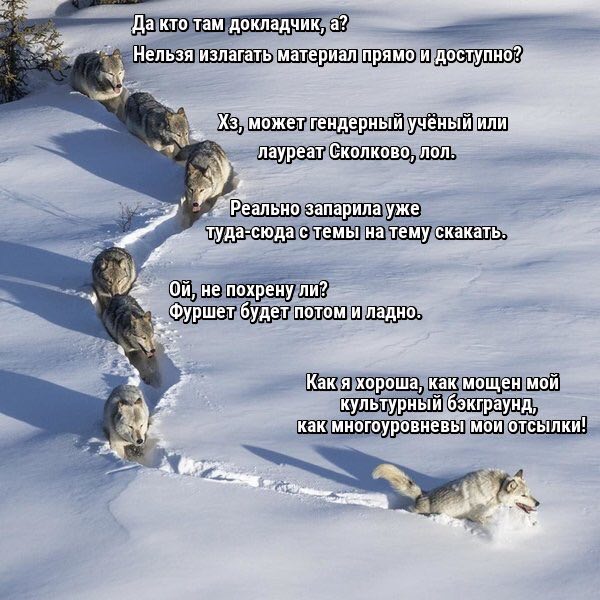 Да кто там докладчик, а?
Нельзя излагать материал прямо и доступно?
Хз, может гендерный учёный или
лауреат Сколково, лол.
Реально запарила уже
туда-сюда с темы на тему скакать.
Ой, не похрену ли?
Фуршет будет потом и ладно.
Как я хороша, как мощен мой
культурный бэкграунд,
как многоуровневы мои отсылки!